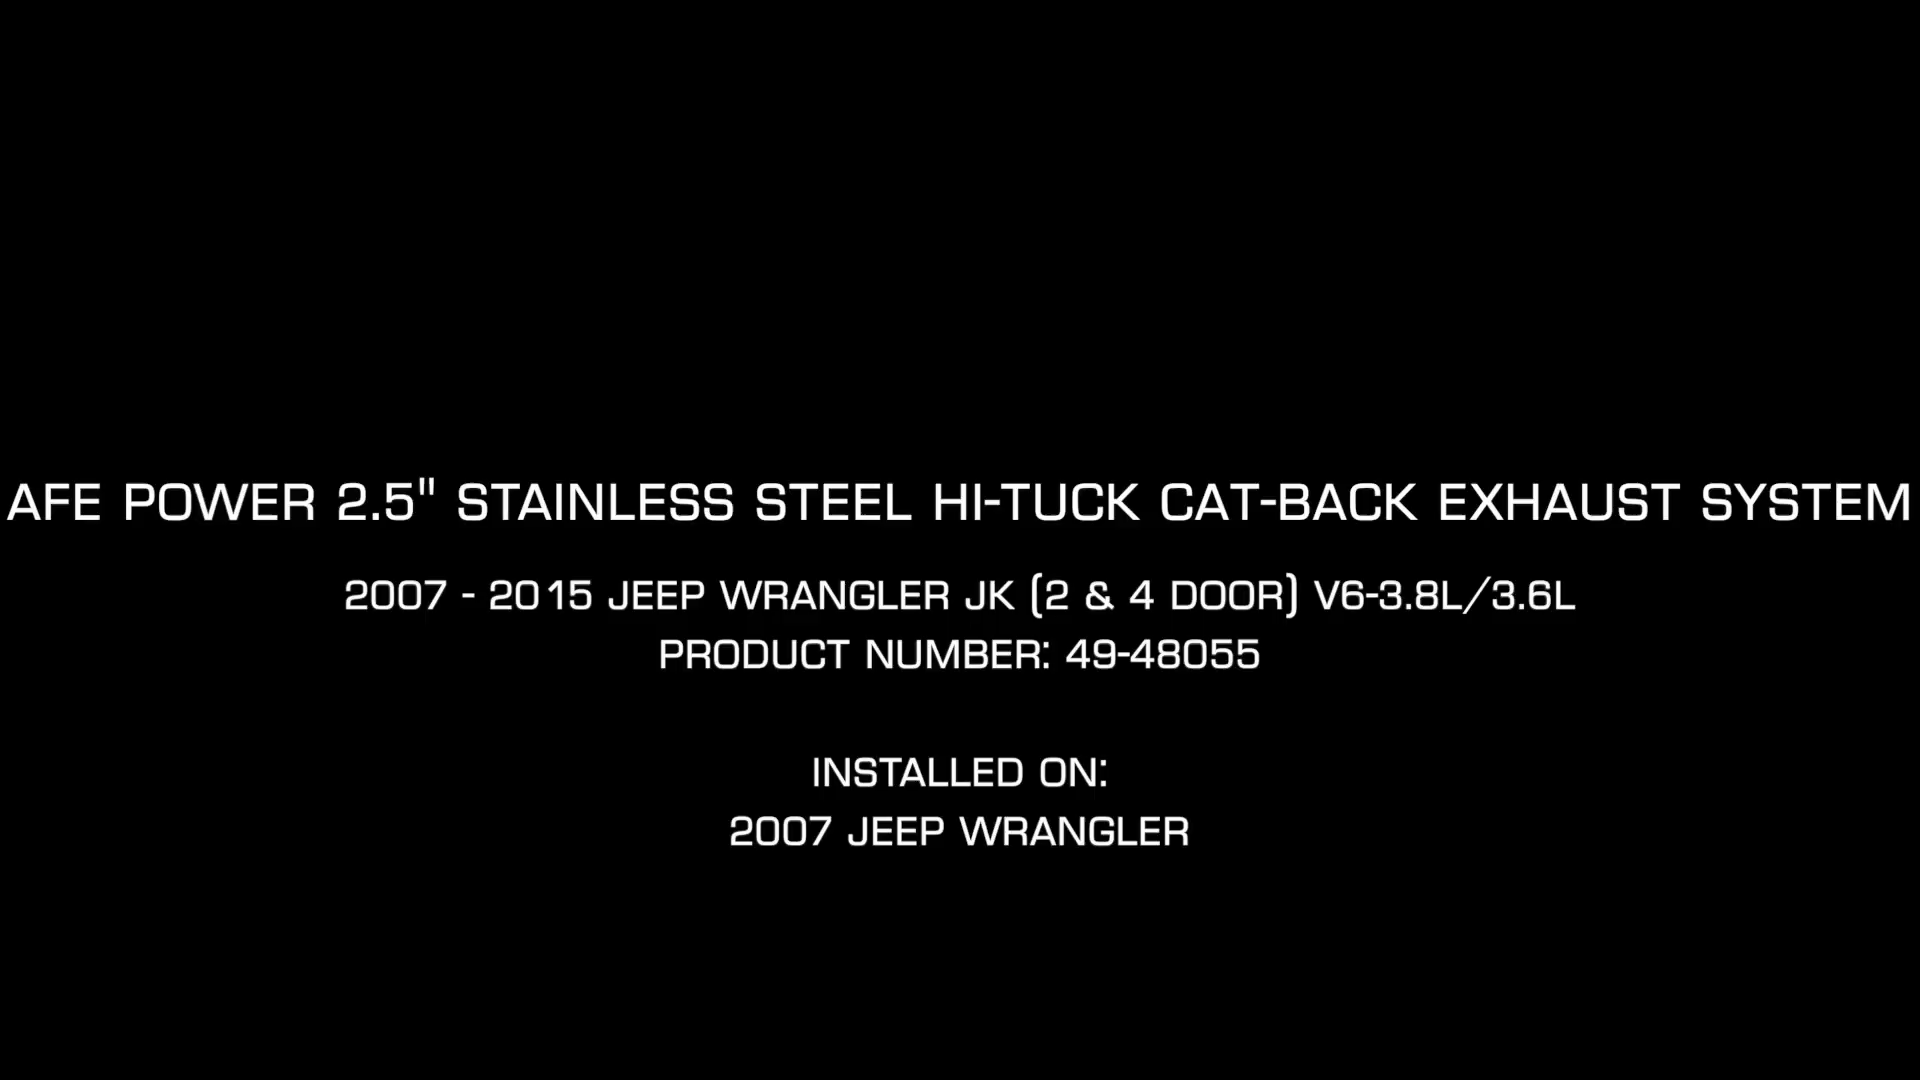 AFE POWER 2.5" STAINLESS STEEL HI-TUCK CAT-BACK EXHAUST SYSTEM
2007 - 2015 JEEP WRANGLER JK (2 & 4 DOOR) V6-3.8L/3.6L
PRODUCT NUMBER: 49-48055
INSTALLED ON:
2007 JEEP WRANGLER